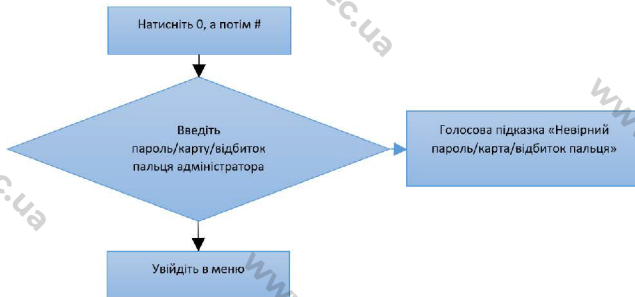 Натисніть 0, а потім #
Введіть
пароль/карту/відбиток
пальця адміністратора
Голосова підказка «Невірний
пароль/карта/відбиток пальця»
Увійдіть в меню